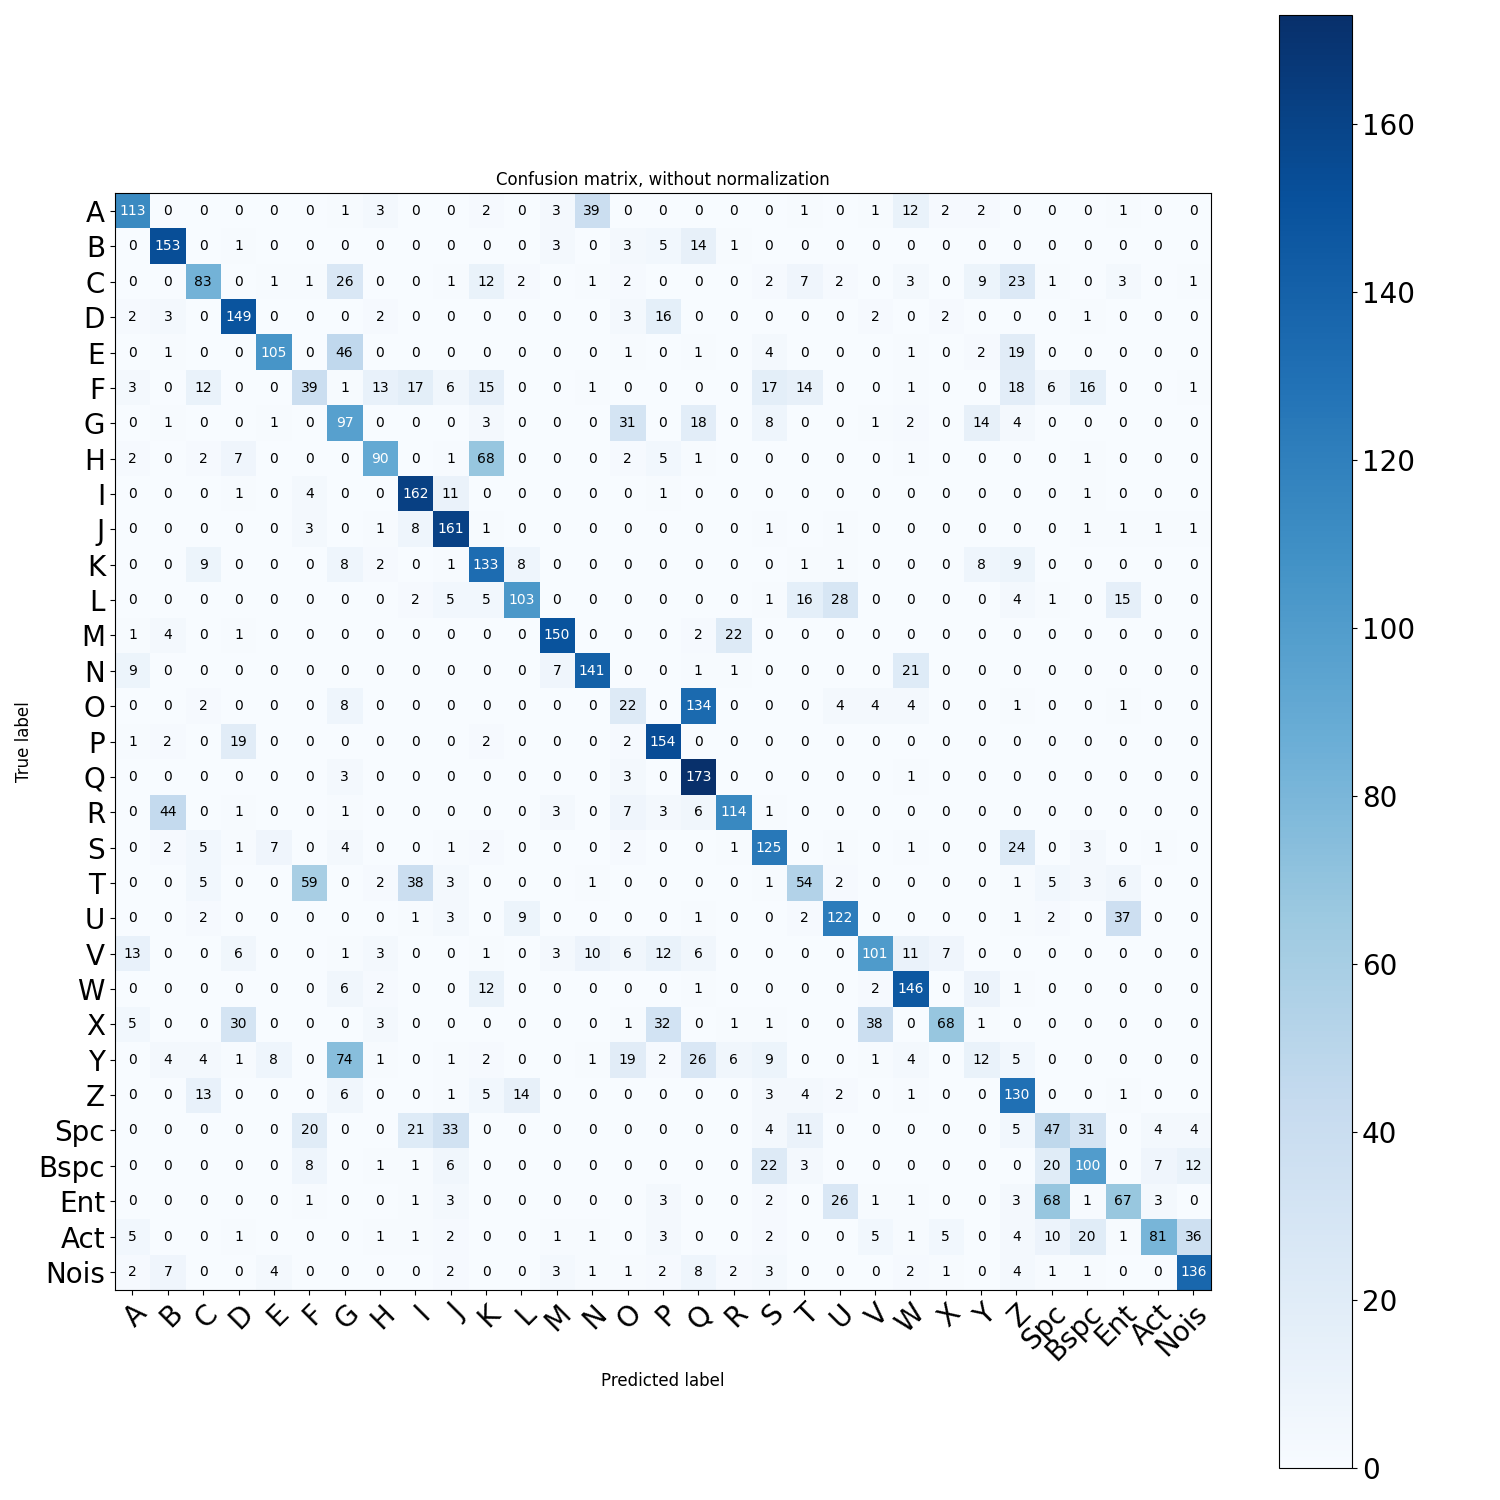 Confusion matrix, without normalization
A 113 0 0 0 0 0 1 3 0 0 2 0 3 39 0 0 0 0 0 1 0 1 12 2 2 0 0 0 1 0 0
B 0 153 0 1 0 0 0 0 0 0 0 0 3 0 3 5 14 1 0 0 0 0 0 0 0 0 0 0 0 0 0
C 0 0 83 0 1 1 26 0 0 1 12 2 0 1 2 0 0 0 2 7 2 0 3 0 9 23 1 0 3 0 1
D 2 3 0 149 0 0 0 2 0 0 0 0 0 0 3 16 0 0 0 0 0 2 0 2 0 0 0 1 0 0 0
E 0 1 0 0 105 0 46 0 0 0 0 0 0 0 1 0 1 0 4 0 0 0 1 0 2 19 0 0 0 0 0
F 3 0 12 0 0 39 1 13 17 6 15 0 0 1 0 0 0 0 17 14 0 0 1 0 0 18 6 16 0 0 1
G 0 1 0 0 1 0 97 0 0 0 3 0 0 0 31 0 18 0 8 0 0 1 2 0 14 4 0 0 0 0 0
H 2 0 2 7 0 0 0 90 0 1 68 0 0 0 2 5 1 0 0 0 0 0 1 0 0 0 0 1 0 0 0
I 0 0 0 1 0 4 0 0 162 11 0 0 0 0 0 1 0 0 0 0 0 0 0 0 0 0 0 1 0 0 0
J 0 0 0 0 0 3 0 1 8 161 1 0 0 0 0 0 0 0 1 0 1 0 0 0 0 0 0 1 1 1 1
K 0 0 9 0 0 0 8 2 0 1 133 8 0 0 0 0 0 0 0 1 1 0 0 0 8 9 0 0 0 0 0
L 0 0 0 0 0 0 0 0 2 5 5 103 0 0 0 0 0 0 1 16 28 0 0 0 0 4 1 0 15 0 0
M 1 4 0 1 0 0 0 0 0 0 0 0 150 0 0 0 2 22 0 0 0 0 0 0 0 0 0 0 0 0 0
N 9 0 0 0 0 0 0 0 0 0 0 0 7 141 0 0 1 1 0 0 0 0 21 0 0 0 0 0 0 0 0
O 0 0 2 0 0 0 8 0 0 0 0 0 0 0 22 0 134 0 0 0 4 4 4 0 0 1 0 0 1 0 0
P 1 2 0 19 0 0 0 0 0 0 2 0 0 0 2 154 0 0 0 0 0 0 0 0 0 0 0 0 0 0 0
Q 0 0 0 0 0 0 3 0 0 0 0 0 0 0 3 0 173 0 0 0 0 0 1 0 0 0 0 0 0 0 0
R 0 44 0 1 0 0 1 0 0 0 0 0 3 0 7 3 6 114 1 0 0 0 0 0 0 0 0 0 0 0 0
S 0 2 5 1 7 0 4 0 0 1 2 0 0 0 2 0 0 1 125 0 1 0 1 0 0 24 0 3 0 1 0
T 0 0 5 0 0 59 0 2 38 3 0 0 0 1 0 0 0 0 1 54 2 0 0 0 0 1 5 3 6 0 0
U 0 0 2 0 0 0 0 0 1 3 0 9 0 0 0 0 1 0 0 2 122 0 0 0 0 1 2 0 37 0 0
V 13 0 0 6 0 0 1 3 0 0 1 0 3 10 6 12 6 0 0 0 0 101 11 7 0 0 0 0 0 0 0
W 0 0 0 0 0 0 6 2 0 0 12 0 0 0 0 0 1 0 0 0 0 2 146 0 10 1 0 0 0 0 0
X 5 0 0 30 0 0 0 3 0 0 0 0 0 0 1 32 0 1 1 0 0 38 0 68 1 0 0 0 0 0 0
Y 0 4 4 1 8 0 74 1 0 1 2 0 0 1 19 2 26 6 9 0 0 1 4 0 12 5 0 0 0 0 0
Z 0 0 13 0 0 0 6 0 0 1 5 14 0 0 0 0 0 0 3 4 2 0 1 0 0 130 0 0 1 0 0
Spc 0 0 0 0 0 20 0 0 21 33 0 0 0 0 0 0 0 0 4 11 0 0 0 0 0 5 47 31 0 4 4
Bspc 0 0 0 0 0 8 0 1 1 6 0 0 0 0 0 0 0 0 22 3 0 0 0 0 0 0 20 100 0 7 12
Ent 0 0 0 0 0 1 0 0 1 3 0 0 0 0 0 3 0 0 2 0 26 1 1 0 0 3 68 1 67 3 0
Act 5 0 0 1 0 0 0 1 1 2 0 0 1 1 0 3 0 0 2 0 0 5 1 5 0 4 10 20 1 81 36
Nois 2 7 0 0 4 0 0 0 0 2 0 0 3 1 1 2 8 2 3 0 0 0 2 1 0 4 1 1 0 0 136
A B C D E F G H I J K L M N O P Q R S T U V W X Y Z Spc Bspc Ent Act Nois
True label
Predicted label
160
140
120
100
80
60
40
20
0